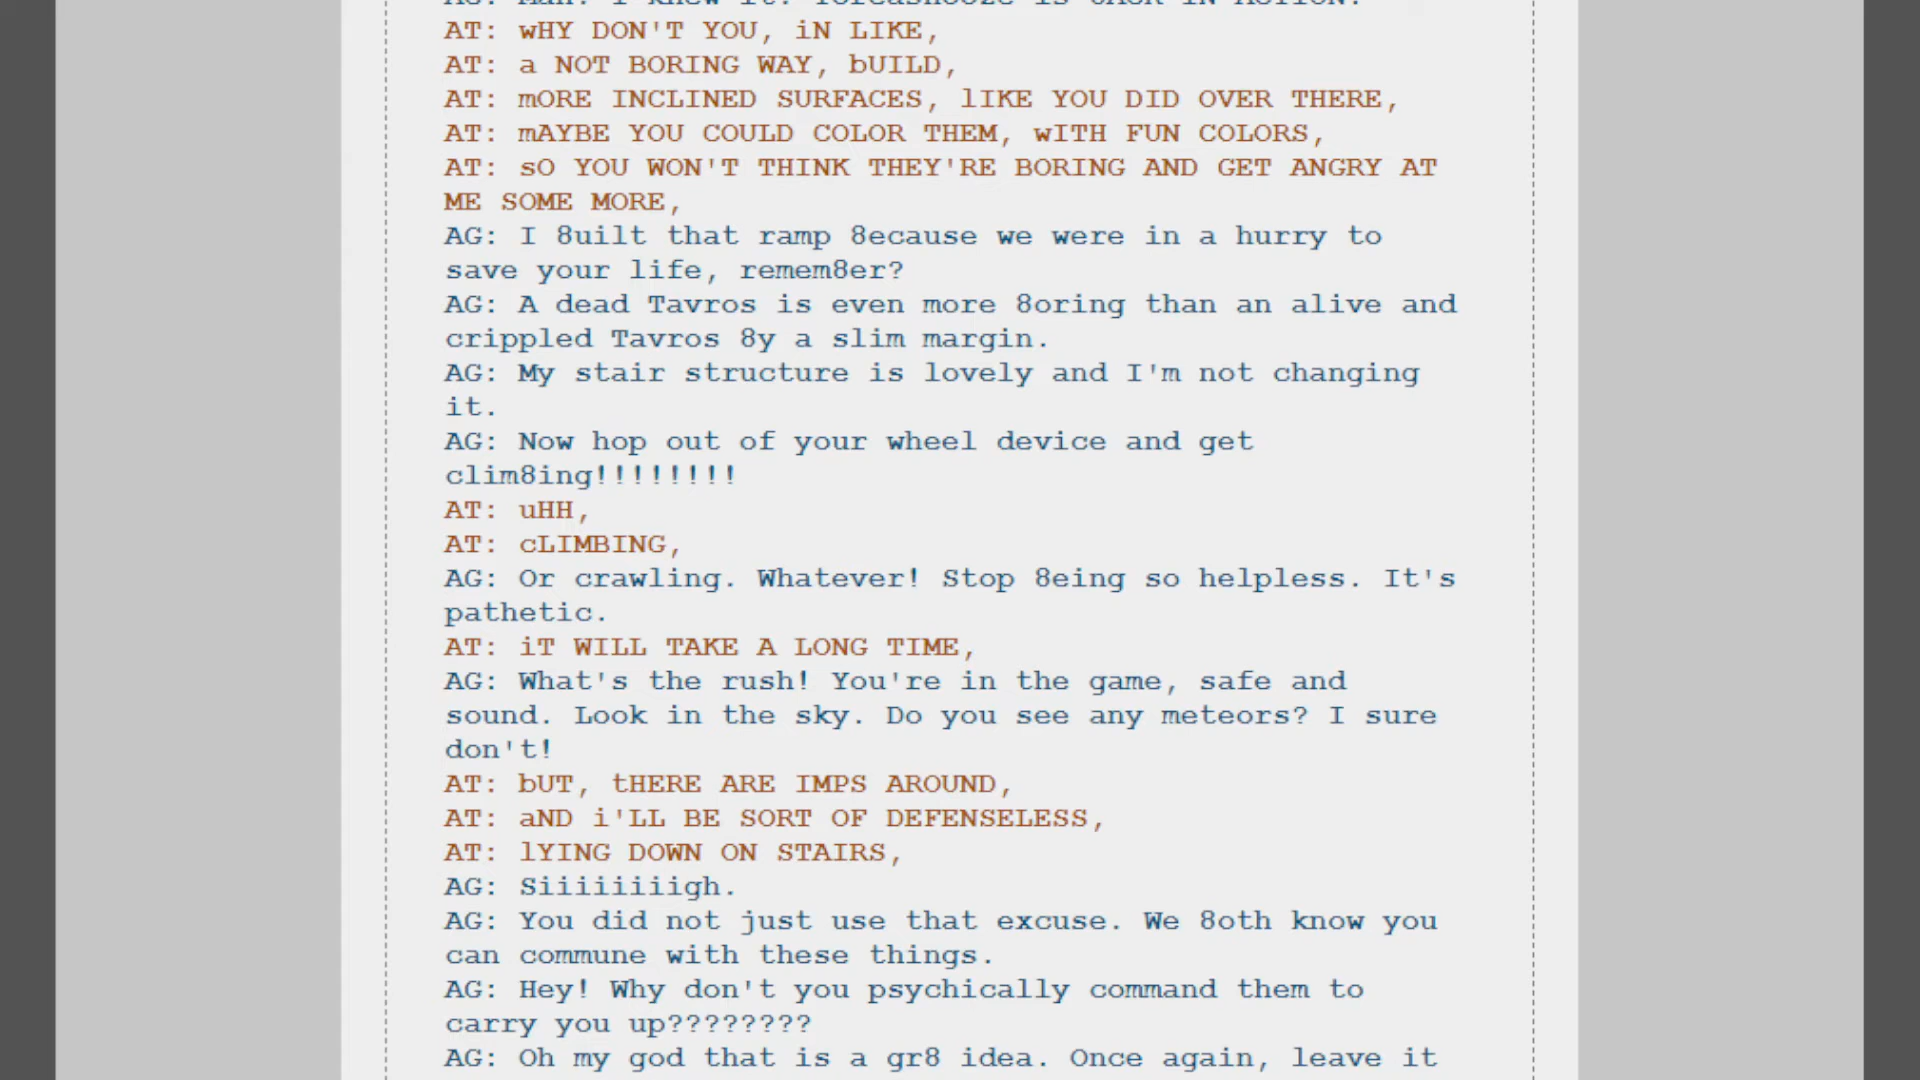 AT: wHY DON'T YOU, iN LIKE,
AT: a NOT BORING WAY, bUILD,
AT: mORE INCLINED SURFACES, lIKE YOU DID OVER THERE,
AT: mAYBE YOU COULD COLOR THEM, wITH FUN COLORS,
AT: sO YOU WON'T THINK THEY'RE BORING AND GET ANGRY AT
ME SOME MORE,
AG: I 8uilt that ramp 8ecause we were in a hurry to
save your life, remem8er?
AG: A dead Tavros is even more 8oring than an alive and
crippled Tavros 8y a slim margin.
AG: My stair structure is lovely and I'm not changing
it.
AG: Now hop out of your wheel device and get
clim8ing!!!!!!!!
AT: uHH,
AT: cLIMBING,
AG: Or crawling. Whatever! Stop 8eing so helpless. It's
pathetic.
AT: iT WILL TAKE A LONG TIME,
AG: What's the rush! You're in the game, safe and
sound. Look in the sky. Do you see any meteors? I sure
don't!
AT: bUT, tHERE ARE IMPS AROUND,
AT: aND i'LL BE SORT OF DEFENSELESS,
AT: lYING DOWN ON STAIRS,
AG: Siiiiiiiigh.
AG: You did not just use that excuse. We 8oth know you
can commune with these things.
AG: Hey! Why don't you psychically command them to
carry you up????????
AG: Oh my god that is a gr8 idea. Once again, leave it